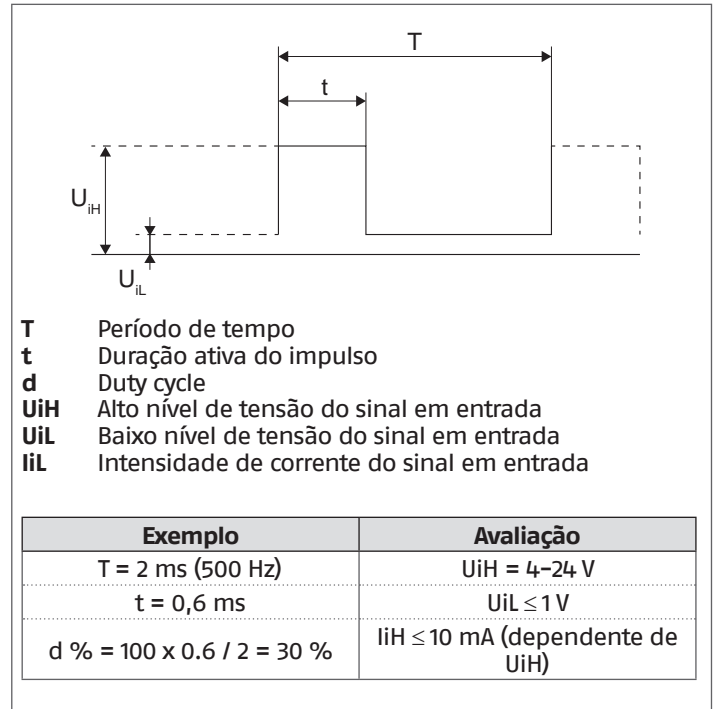 T
t
UiH
UiL
T Período de tempo
t Duração ativa do impulso
d Duty cycle
UiH Alto nível de tensão do sinal em entrada
UiL Baixo nível de tensão do sinal em entrada
IiL Intensidade de corrente do sinal em entrada
Exemplo Avaliação
T = 2 ms (500 Hz) UiH = 4–24 V
t = 0,6 ms UiL ≤ 1 V
d % = 100 x 0.6 / 2 = 30 % IiH ≤ 10 mA (dependente de
UiH)